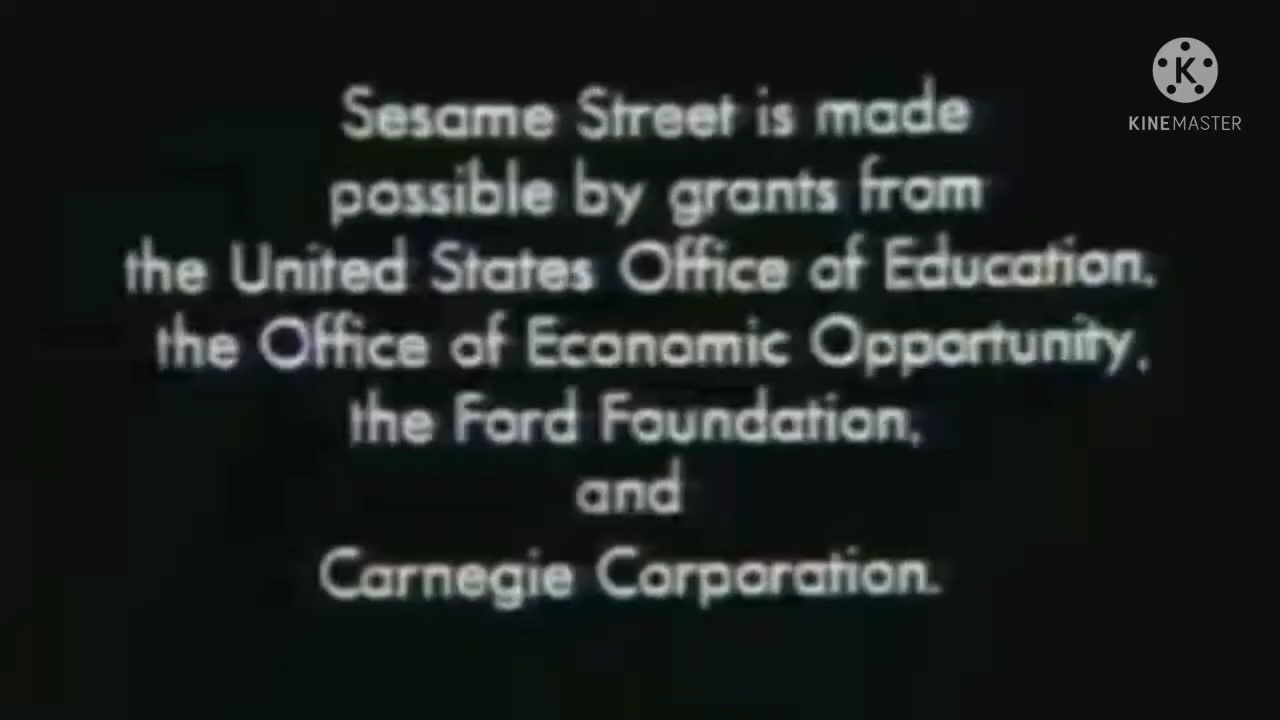 Sesame Street is made
possible by grants from
the United States Office of Education,
the Office of Economic Opportunity,
the Ford Foundation,
and
Carnegie Corporation.
K
KINEMASTER